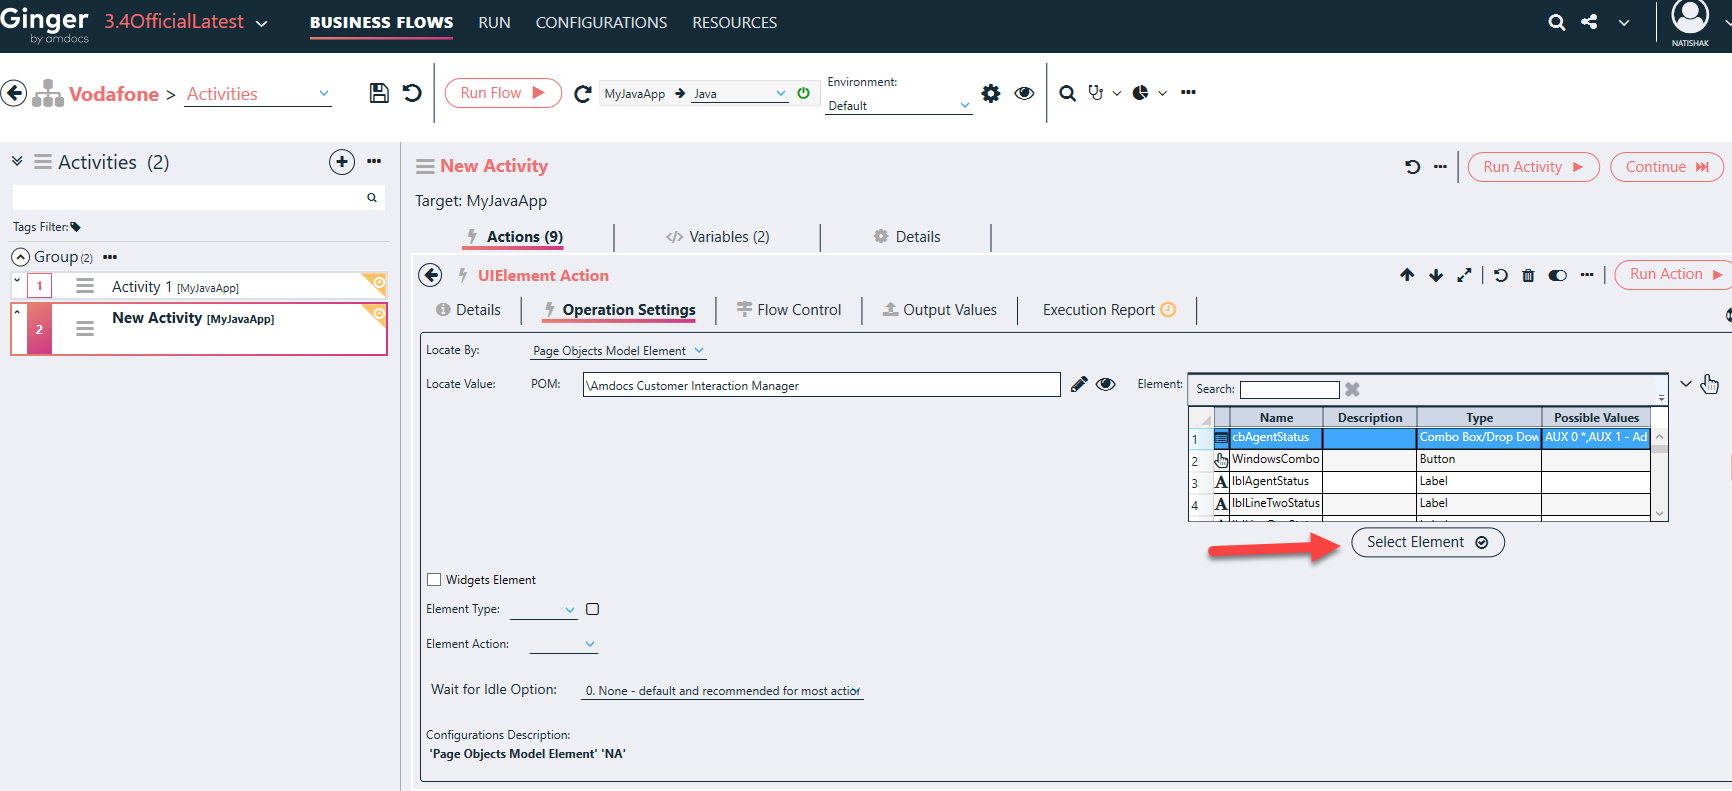 Ginger
by amdocs
3.4OfficialLatest
BUSINESS FLOWS
RUN
CONFIGURATIONS
RESOURCES
NATISHAK
Vodafone > Activities
Run Flow
MyJavaApp
Java
Environment:
Default
Activities (2)
Tags Filter:
Group (2)
1
Activity 1 [MyJavaApp]
2
New Activity [MyJavaApp]
New Activity
Run Activity
Continue
Target: MyJavaApp
Actions (9)
</> Variables (2)
Details
UIElement Action
Run Action
Details
Operation Settings
Flow Control
Output Values
Execution Report
Locate By:
Page Objects Model Element
Locate Value:
POM:
\Amdocs Customer Interaction Manager
Element:
Search:
Name Description Type Possible Values
1 cbAgentStatus Combo Box/Drop Dow AUX 0 *,AUX 1 - Ad
2 WindowsCombo Button
3 A lblAgentStatus Label
4 A lblLineTwoStatus Label
Select Element
Widgets Element
Element Type:
Element Action:
Wait for Idle Option:
0. None - default and recommended for most action
Configurations Description:
'Page Objects Model Element' 'NA'